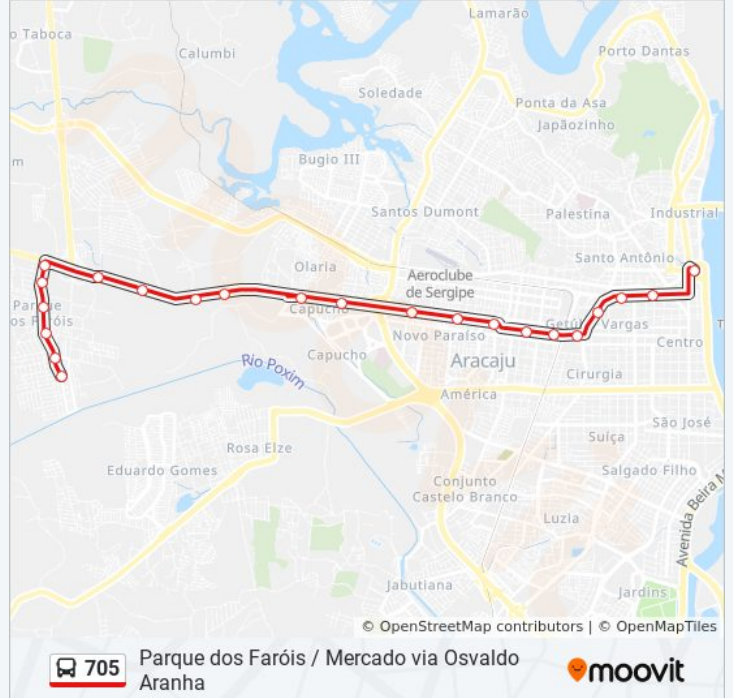 Lamarão
o Taboca
Porto Dantas
Calumbi
Soledade
Ponta da Asa
Japãozinho
m
Bugio III
Santos Dumont
Palestina
Industrial
Santo Antônio
Olaria
Aeroclube
de Sergipe
Parque
os Faróis
Capucho
Getúlio Vargas
T
Novo Paraíso
Centro
Capucho
Aracaju
Rio Poxim
Cirurgia
América
São José
Suíça
Rosa Elze
Eduardo Gomes
Salgado Filho
Conjunto
Castelo Branco
Avenida Beira M
Luzia
Jabutiana
Jardins
© OpenStreetMap contributors | © OpenMapTiles
705
Parque dos Faróis / Mercado via Osvaldo
Aranha
moovit